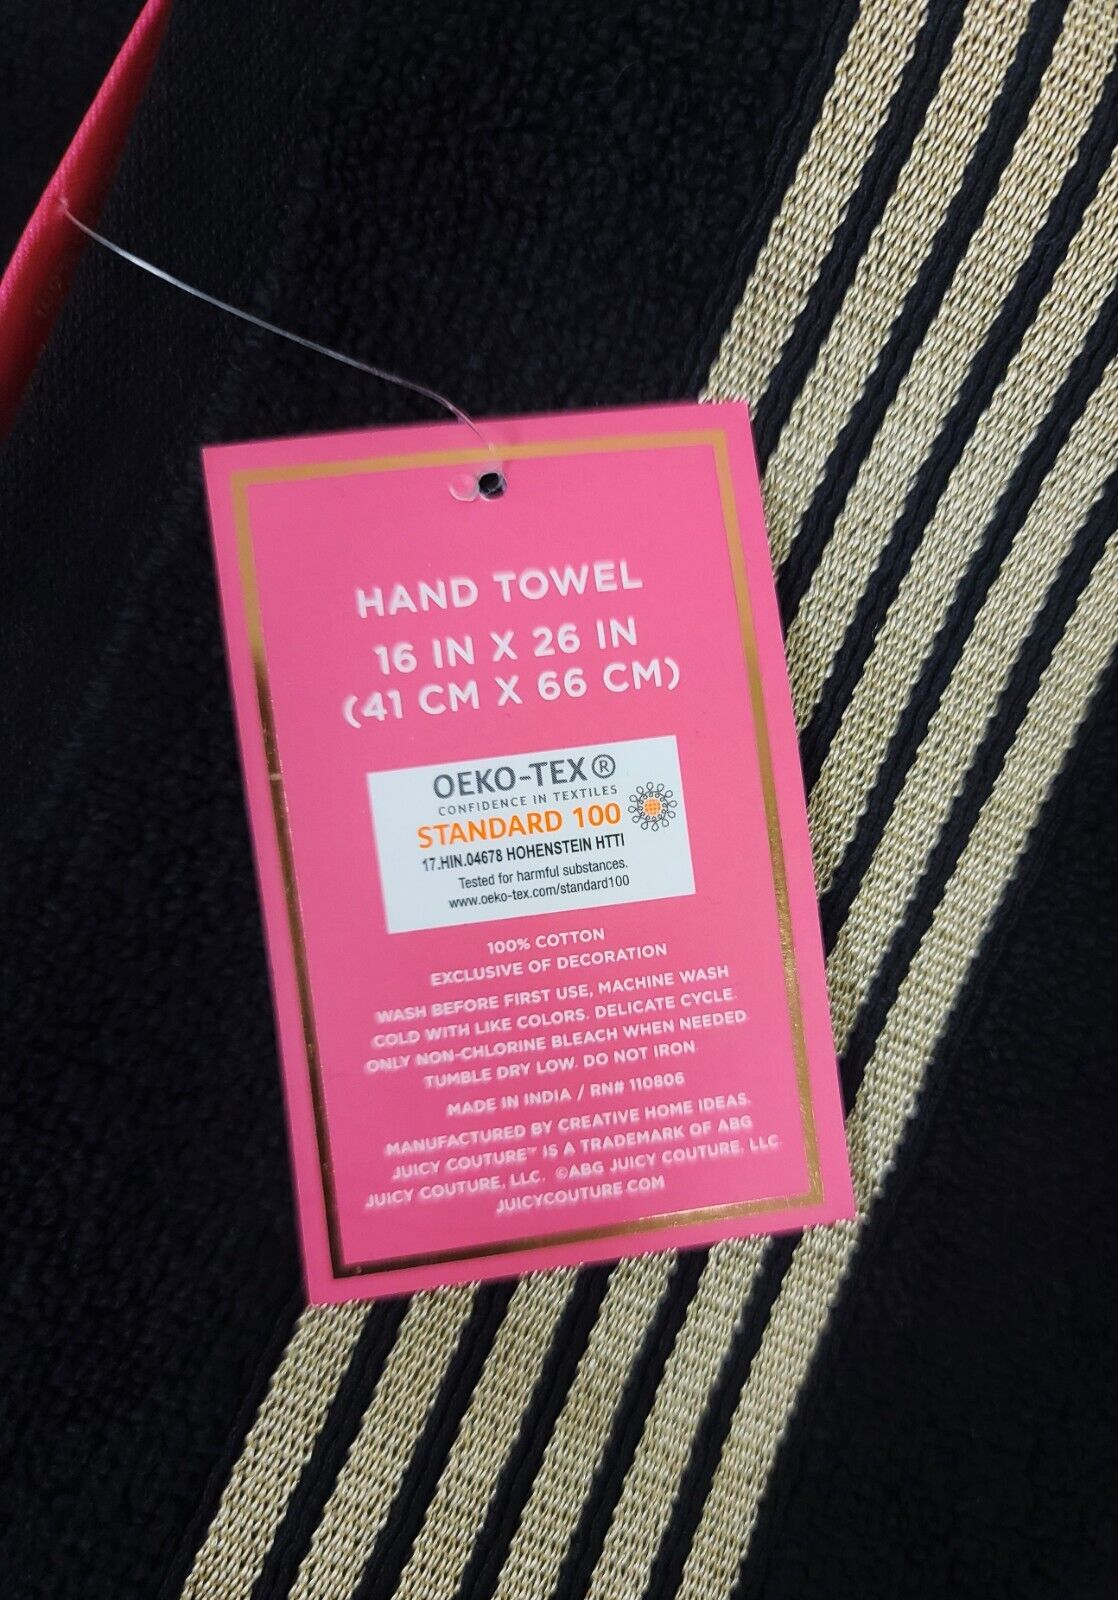 HAND TOWEL
16 IN X 26 IN
(41 CM X 66 CM)
OEKO-TEX®
CONFIDENCE IN TEXTILES
STANDARD 100
17.HIN.04678 HOHENSTEIN HTTI
Tested for harmful substances.
www.oeko-tex.com/standard100
100% COTTON
EXCLUSIVE OF DECORATION
WASH BEFORE FIRST USE, MACHINE WASH
COLD WITH LIKE COLORS. DELICATE CYCLE.
ONLY NON-CHLORINE BLEACH WHEN NEEDED
TUMBLE DRY LOW. DO NOT IRON.
MADE IN INDIA / RN# 110806
MANUFACTURED BY CREATIVE HOME IDEAS.
JUICY COUTURE™ IS A TRADEMARK OF ABG
JUICY COUTURE, LLC. ©ABG JUICY COUTURE, LLC.
JUICYCOUTURE.COM